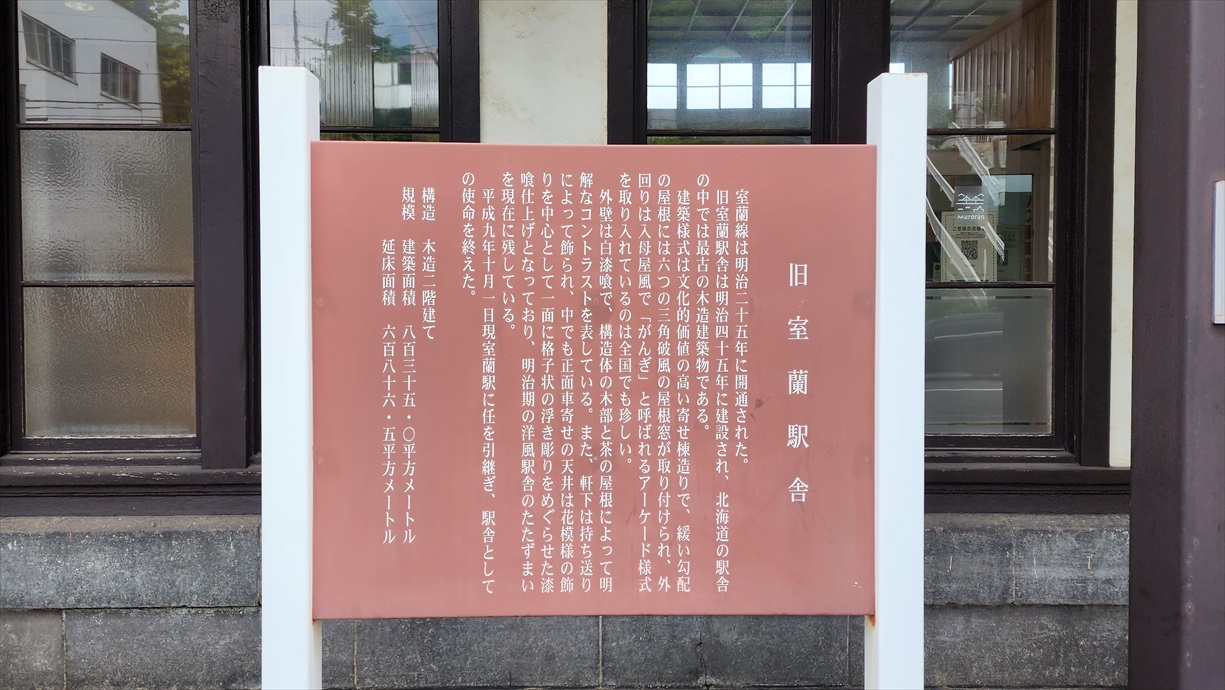 旧室蘭駅舎
室蘭線は明治二十五年に開通された。
旧室蘭駅舎は明治四十五年に建設され、北海道の駅舎
の中では最古の木造建築物である。
建築様式は文化的価値の高い寄せ棟造りで、緩い勾配
の屋根には六つの三角破風の屋根窓が取り付けられ、外
回りは入母屋風で「がんぎ」と呼ばれるアーケード様式
を取り入れているのは全国でも珍しい。
外壁は白漆喰で、構造体の木部と茶の屋根によって明
解なコントラストを表している。また、軒下は持ち送り
によって飾られ、中でも正面車寄せの天井は花模様の飾
りを中心として一面に格子状の浮き彫りをめぐらせた漆
喰仕上げとなっており、明治期の洋風駅舎のたたずまい
を現在に残している。
平成九年十月一日現室蘭駅に任を引継ぎ、駅舎として
の使命を終えた。
構造 木造二階建て
規模 建築面積 八百三十五・〇平方メートル
延床面積 六百八十六・五平方メートル
Muroran